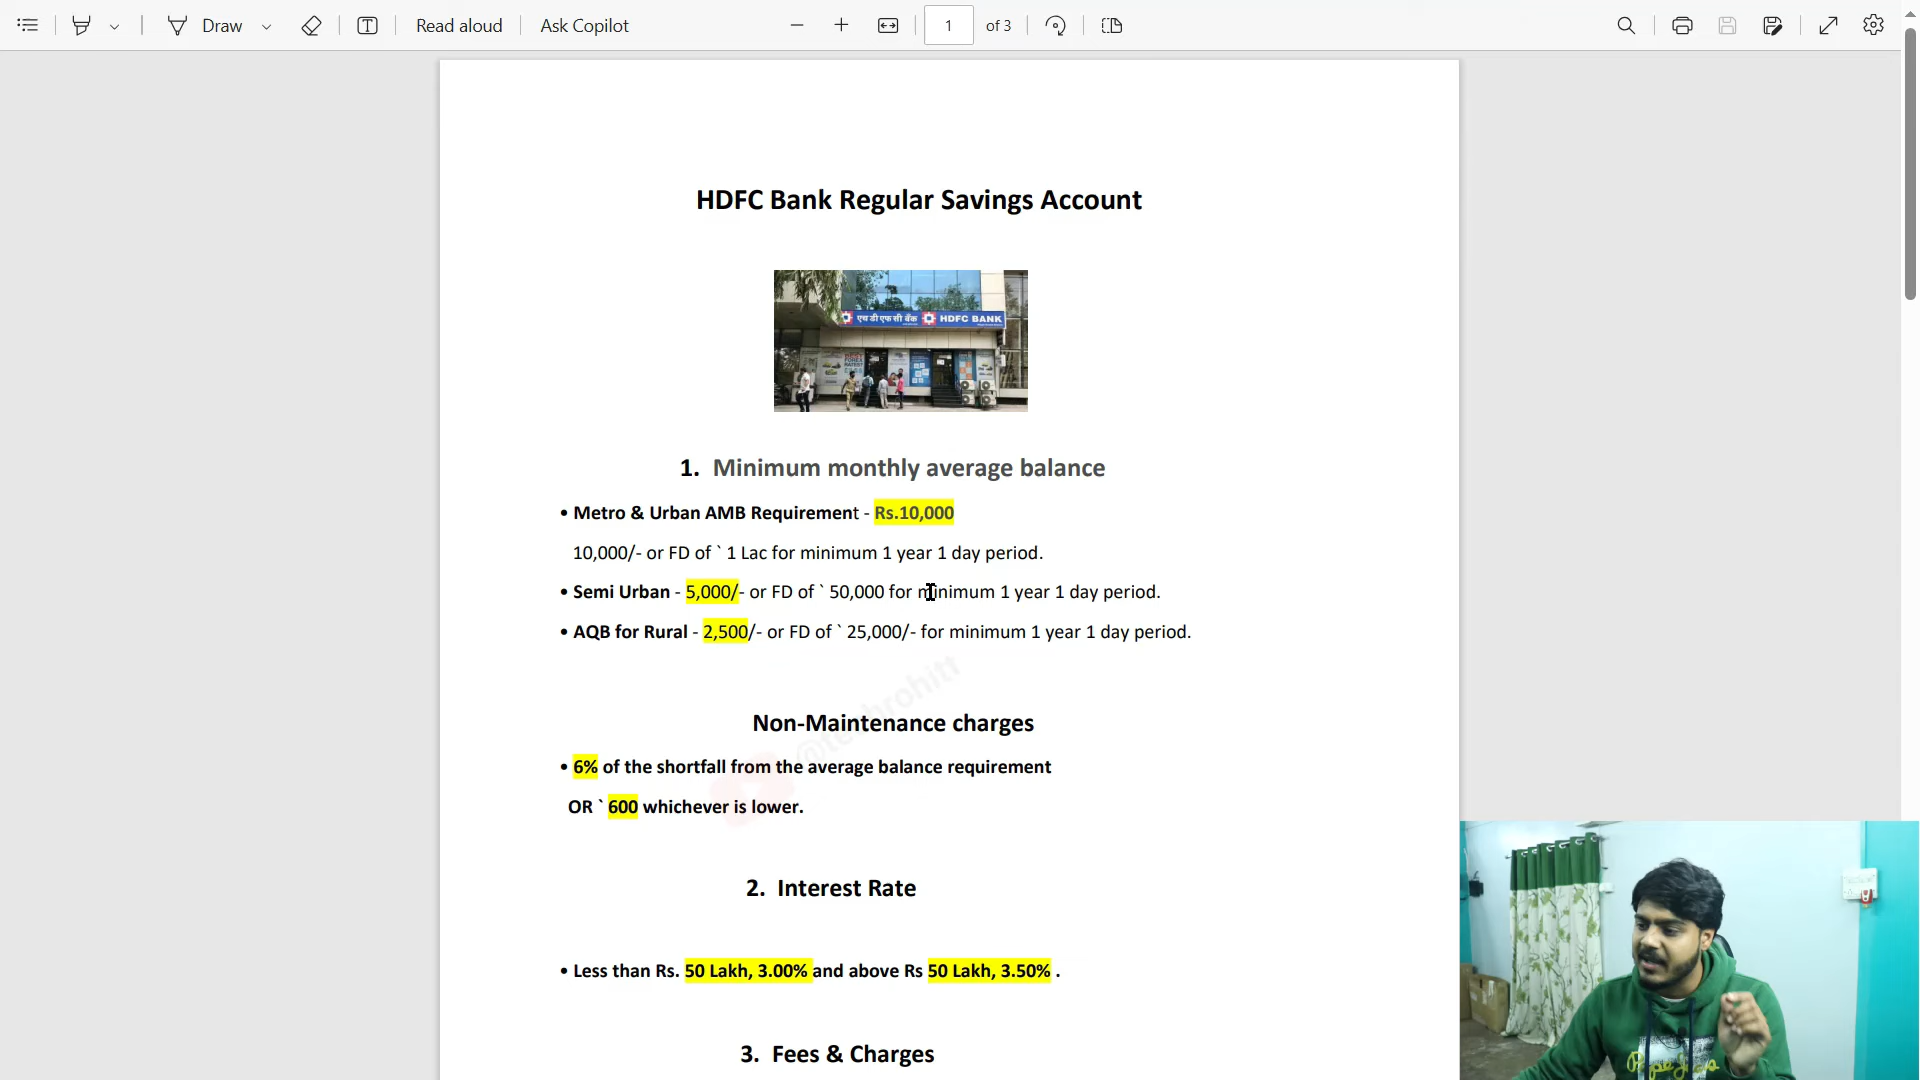 Draw
Read aloud
Ask Copilot
1
of 3
HDFC Bank Regular Savings Account
एच डी एफ सी बैंक
HDFC BANK
1. Minimum monthly average balance
• Metro & Urban AMB Requirement - Rs.10,000
10,000/- or FD of ` 1 Lac for minimum 1 year 1 day period.
• Semi Urban - 5,000/- or FD of ` 50,000 for minimum 1 year 1 day period.
• AQB for Rural - 2,500/- or FD of ` 25,000/- for minimum 1 year 1 day period.
@techrohitt
Non-Maintenance charges
• 6% of the shortfall from the average balance requirement
OR ` 600 whichever is lower.
2. Interest Rate
• Less than Rs. 50 Lakh, 3.00% and above Rs 50 Lakh, 3.50% .
3. Fees & Charges
Pepe Jeans